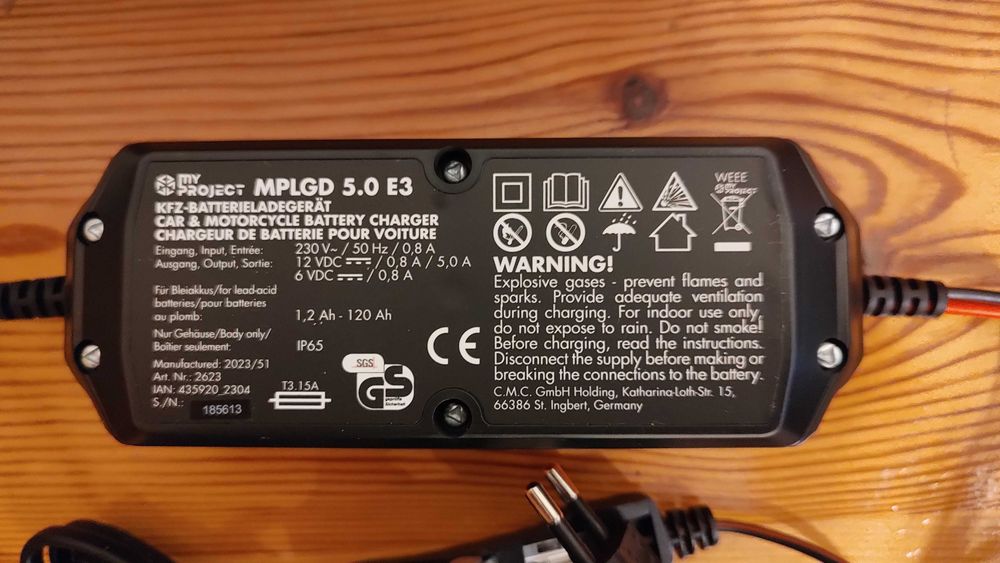 MY PROJECT MPLGD 5.0 E3
KFZ-BATTERIELADEGERÄT
CAR & MOTORCYCLE BATTERY CHARGER
CHARGEUR DE BATTERIE POUR VOITURE
Eingang, Input, Entrée: 230 V~ / 50 Hz / 0,8 A
Ausgang, Output, Sortie: 12 VDC / 0,8 A / 5,0 A
6 VDC / 0,8 A
Für Bleiakkus/for lead-acid
batteries/pour batteries
au plomb: 1,2 Ah - 120 Ah
Nur Gehäuse/Body only/
Boîtier seulement: IP65
Manufactured: 2023/51
Art. Nr.: 2623
IAN: 435920_2304
S./N.: 185613
T3.15A
SGS
GS
geprüfte
Sicherheit
CE
WEEE
MY PROJECT
WARNING!
Explosive gases - prevent flames and
sparks. Provide adequate ventilation
during charging. For indoor use only,
do not expose to rain. Do not smoke!
Before charging, read the instructions.
Disconnect the supply before making or
breaking the connections to the battery.
C.M.C. GmbH Holding, Katharina-Loth-Str. 15,
66386 St. Ingbert, Germany